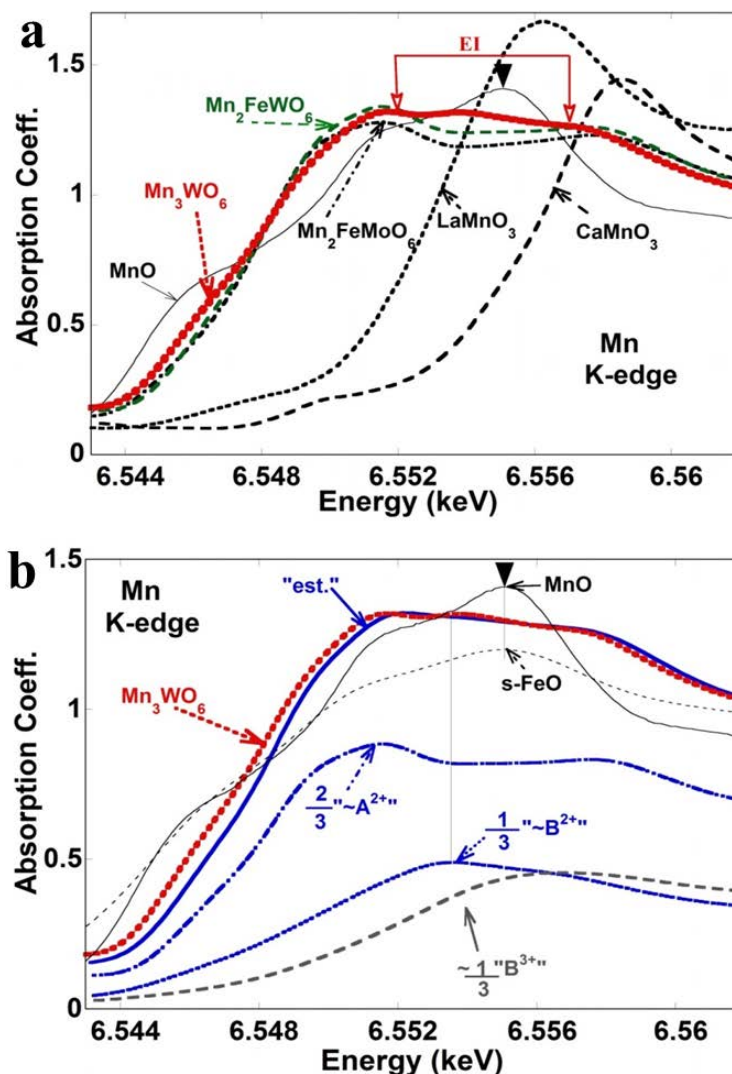 a
EI
1.5
Mn₂FeWO₆
Mn₃WO₆
Mn₂FeMoO₆
LaMnO₃
CaMnO₃
MnO
1
0.5
0
Absorption Coeff.
Mn
K-edge
6.544 6.548 6.552 6.556 6.56
Energy (keV)
b
1.5
Mn
K-edge
"est."
MnO
Mn₃WO₆
s-FeO
1
2/3 "~A²⁺"
1/3 "~B²⁺"
0.5
~1/3 "B³⁺"
0
Absorption Coeff.
6.544 6.548 6.552 6.556 6.56
Energy (keV)